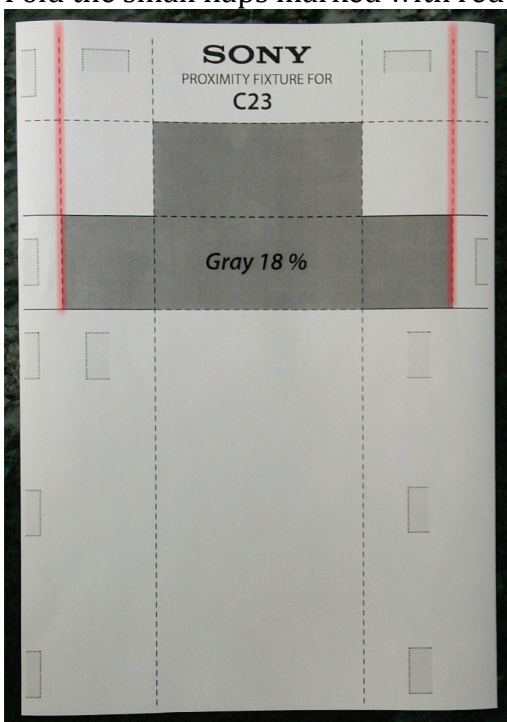 Fold the small flaps marked with red
SONY
PROXIMITY FIXTURE FOR
C23
Gray 18 %